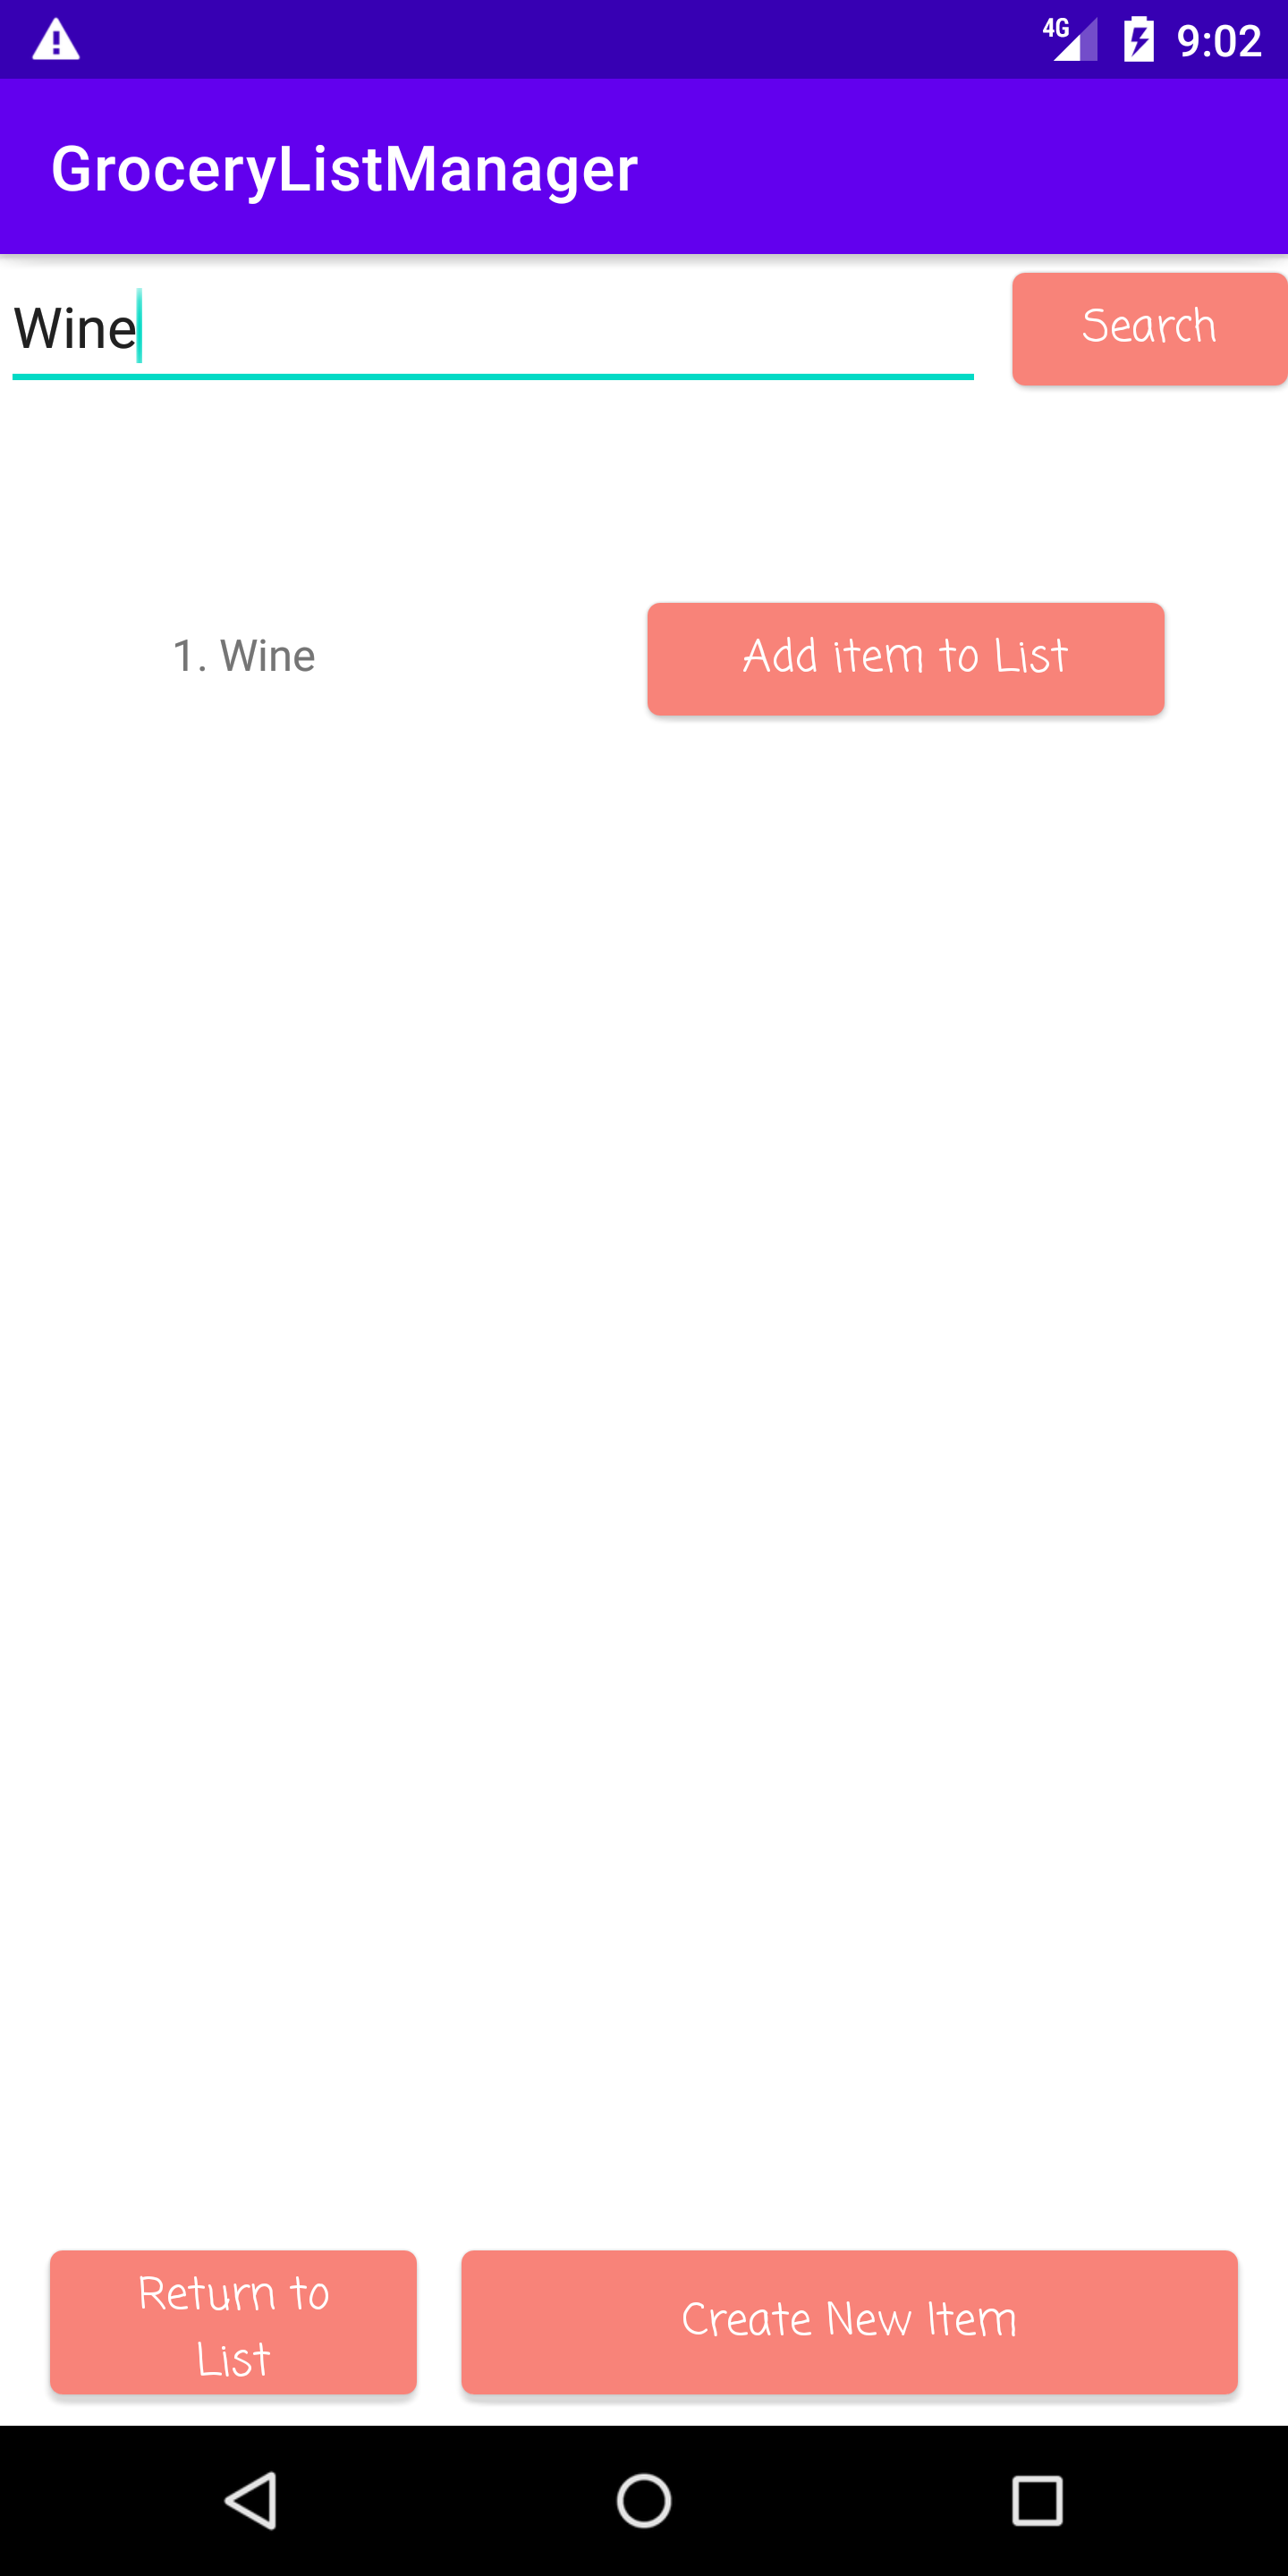 4G 9:02
GroceryListManager
Wine Search
1. Wine Add item to List
Return to
List
Create New Item